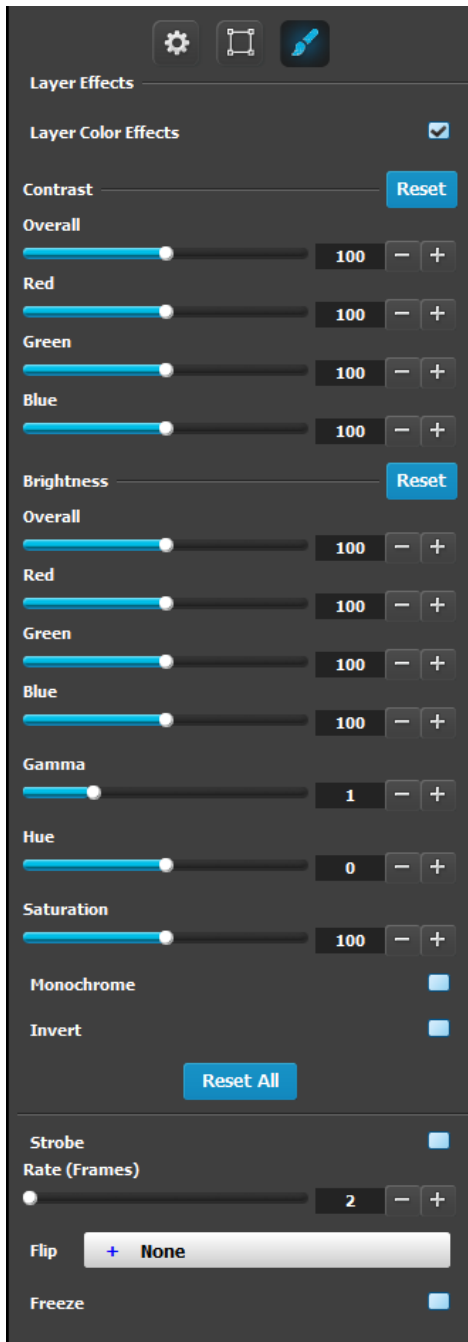 Layer Effects
Layer Color Effects
Contrast Reset
Overall
100 − +
Red
100 − +
Green
100 − +
Blue
100 − +
Brightness Reset
Overall
100 − +
Red
100 − +
Green
100 − +
Blue
100 − +
Gamma
1 − +
Hue
0 − +
Saturation
100 − +
Monochrome
Invert
Reset All
Strobe
Rate (Frames)
2 − +
Flip + None
Freeze